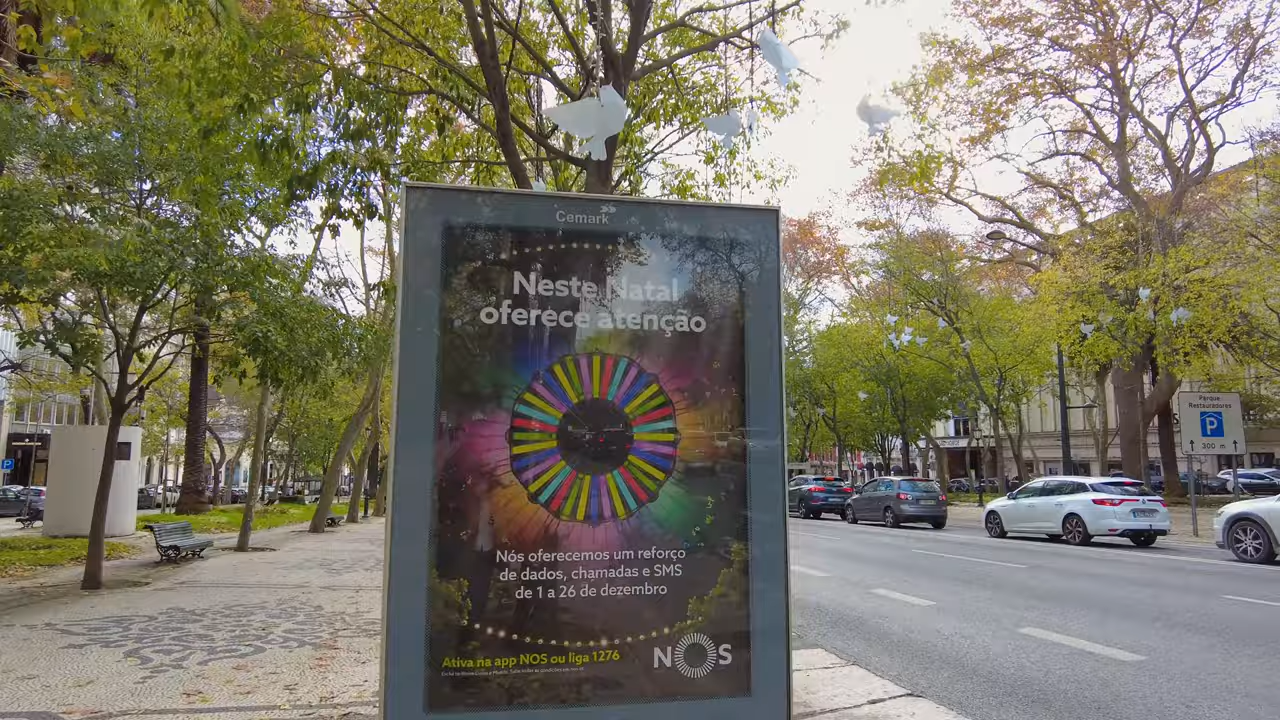 Cemark
Neste Natal
oferece atenção
Nós oferecemos um reforço
de dados, chamadas e SMS
de 1 a 26 de dezembro
Ativa na app NOS ou liga 1276
NOS
Parque
Restauradores
P
300 m
P